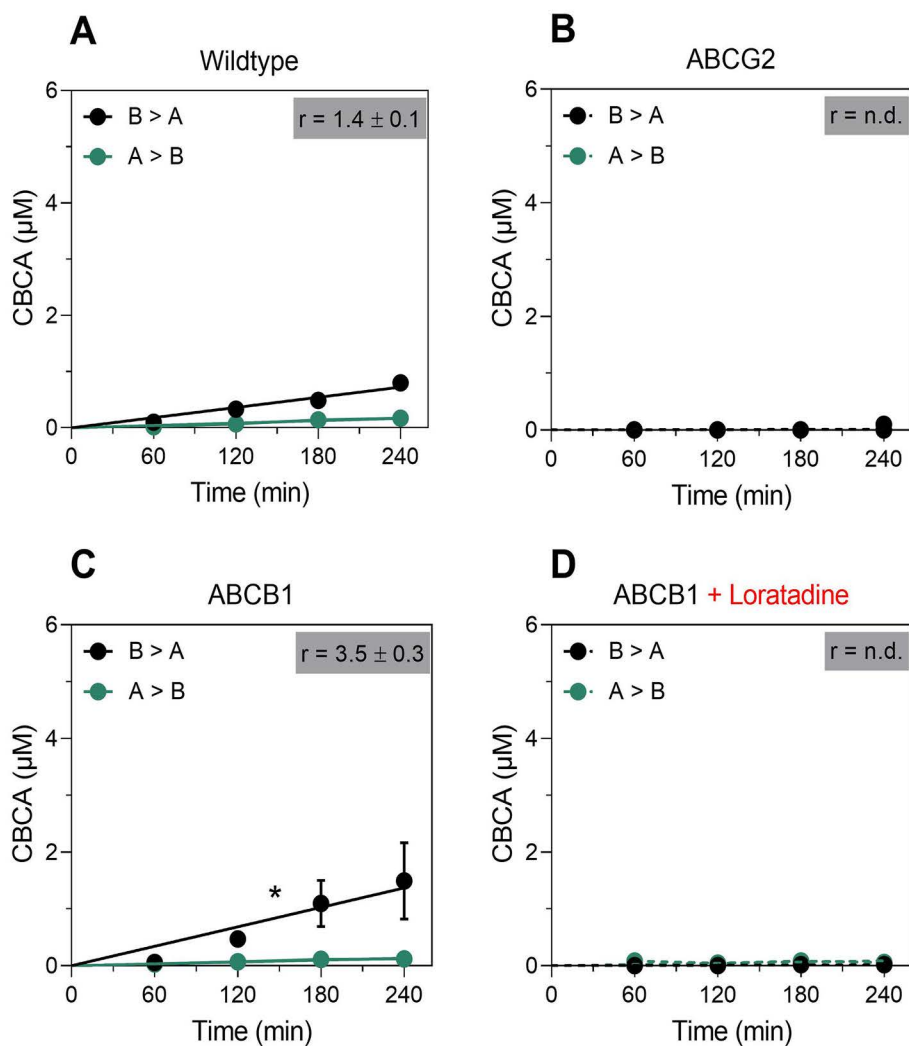 A
Wildtype
6
4
2
0
CBCA (µM)
B > A
A > B
r = 1.4 ± 0.1
0
60
120
180
240
Time (min)
B
ABCG2
6
4
2
0
CBCA (µM)
B > A
A > B
r = n.d.
0
60
120
180
240
Time (min)
C
ABCB1
6
4
2
0
CBCA (µM)
B > A
A > B
r = 3.5 ± 0.3
*
0
60
120
180
240
Time (min)
D
ABCB1 + Loratadine
6
4
2
0
CBCA (µM)
B > A
A > B
r = n.d.
0
60
120
180
240
Time (min)